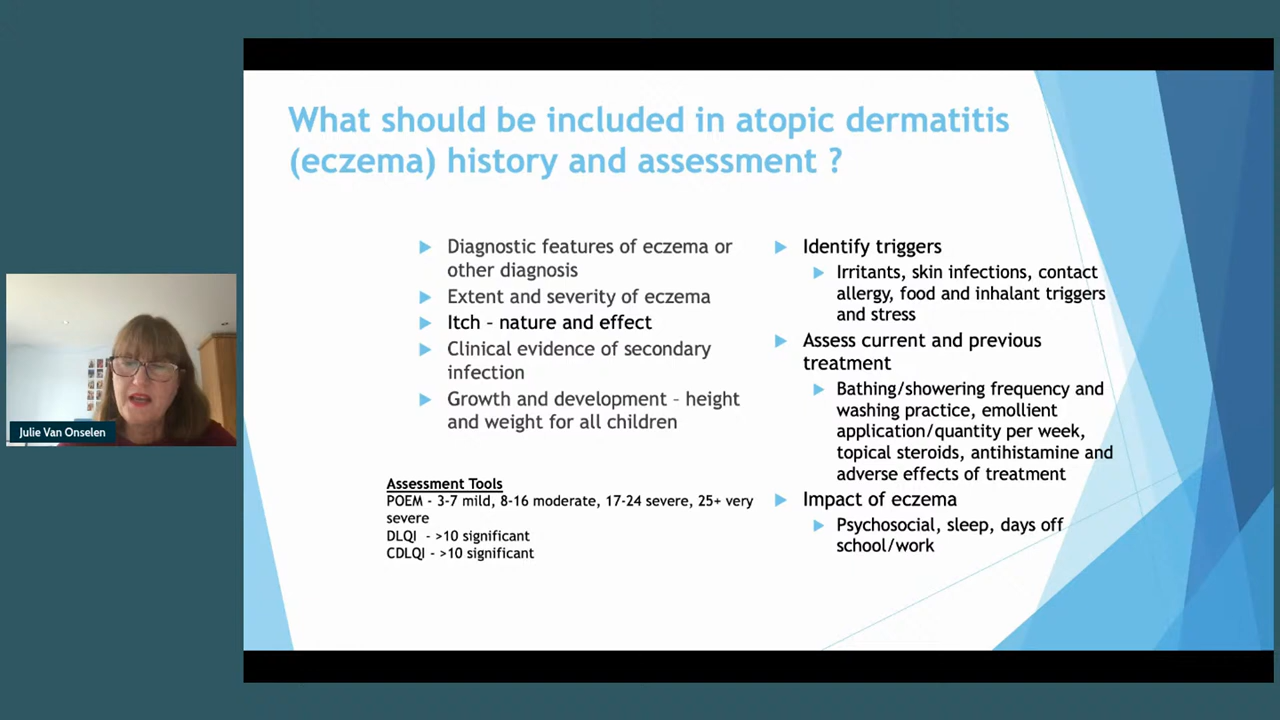 What should be included in atopic dermatitis
(eczema) history and assessment ?
Diagnostic features of eczema or
other diagnosis
Extent and severity of eczema
Itch – nature and effect
Clinical evidence of secondary
infection
Growth and development – height
and weight for all children
Assessment Tools
POEM - 3-7 mild, 8-16 moderate, 17-24 severe, 25+ very
severe
DLQI - >10 significant
CDLQI - >10 significant
Identify triggers
Irritants, skin infections, contact
allergy, food and inhalant triggers
and stress
Assess current and previous
treatment
Bathing/showering frequency and
washing practice, emollient
application/quantity per week,
topical steroids, antihistamine and
adverse effects of treatment
Impact of eczema
Psychosocial, sleep, days off
school/work
Julie Van Onselen